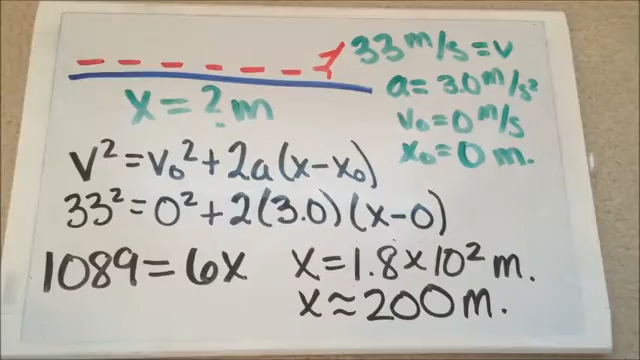 33 m/s = v
a = 3.0 m/s²
v₀ = 0 m/s
x₀ = 0 m.
x = ? m
v² = v₀² + 2a(x - x₀)
33² = 0² + 2(3.0)(x - 0)
1089 = 6x
x = 1.8 x 10² m.
x ≈ 200 m.